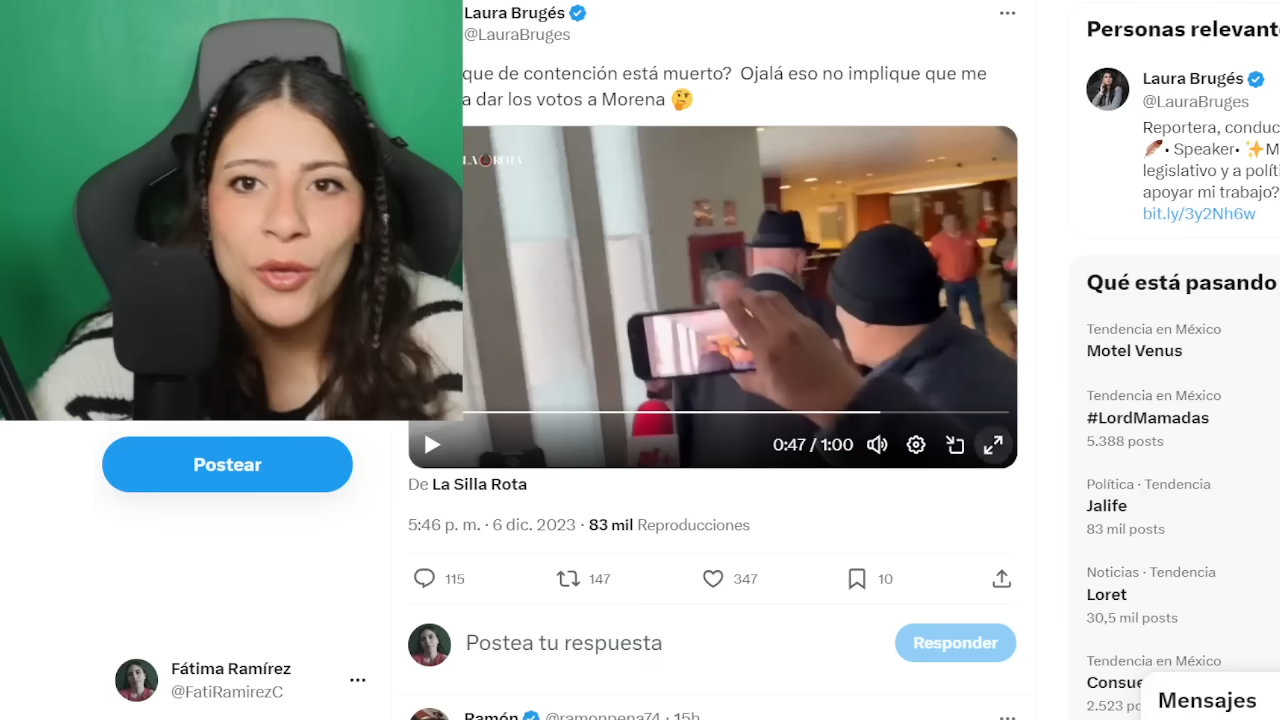 Laura Brugés
@LauraBruges
que de contención está muerto? Ojalá eso no implique que me
a dar los votos a Morena 🤔
LA ROTA
0:47 / 1:00
De La Silla Rota
5:46 p. m. · 6 dic. 2023 · 83 mil Reproducciones
115 147 347 10
Postea tu respuesta
Responder
Ramón @ramonpena74 · 15h
Postear
Fátima Ramírez
@FatiRamirezC
Personas relevant
Laura Brugés
@LauraBruges
Reportera, conduc
• Speaker• ✨M
legislativo y a polít
apoyar mi trabajo?
bit.ly/3y2Nh6w
Qué está pasando
Tendencia en México
Motel Venus
Tendencia en México
#LordMamadas
5.388 posts
Política · Tendencia
Jalife
83 mil posts
Noticias · Tendencia
Loret
30,5 mil posts
Tendencia en México
Consue
2.523 po
Mensajes